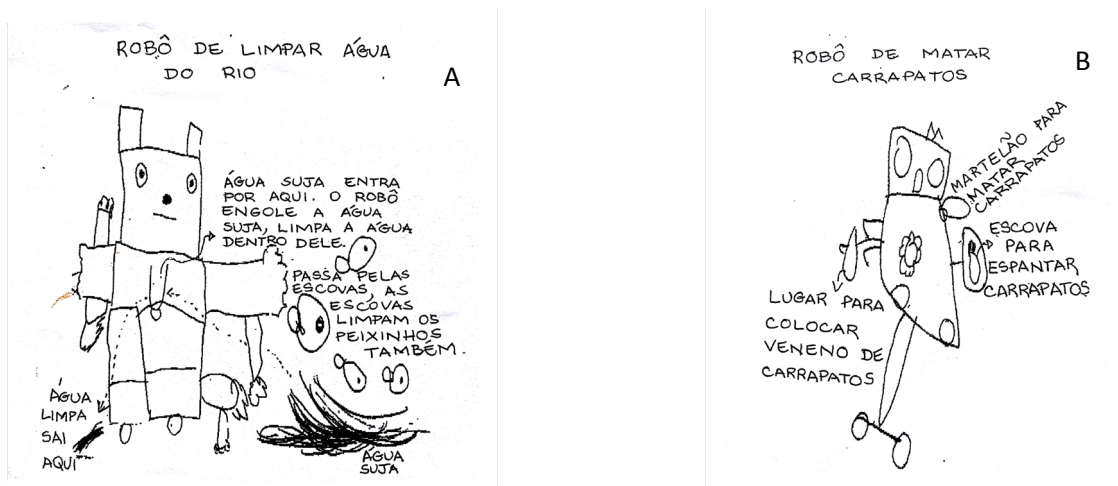 ROBÔ DE LIMPAR ÁGUA
DO RIO
A
ÁGUA SUJA ENTRA
POR AQUI. O ROBÔ
ENGOLE A ÁGUA
SUJA, LIMPA A ÁGUA
DENTRO DELE.
PASSA PELAS
ESCOVAS, AS
ESCOVAS
LIMPAM OS
PEIXINHOS
TAMBÉM.
ÁGUA
LIMPA
SAI
AQUI
ÁGUA
SUJA
ROBÔ DE MATAR
CARRAPATOS
B
MARTELÃO PARA
MATAR
CARRAPATOS
ESCOVA
PARA
ESPANTAR
CARRAPATOS
LUGAR PARA
COLOCAR
VENENO DE
CARRAPATOS